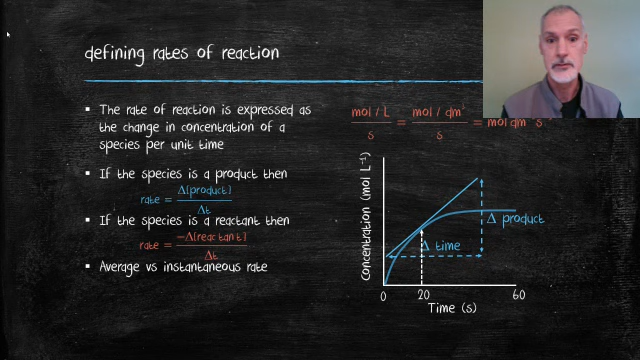 defining rates of reaction
▪ The rate of reaction is expressed as
the change in concentration of a
species per unit time
▪ If the species is a product then
rate = Δ[product] / Δt
▪ If the species is a reactant then
rate = -Δ[reactant] / Δt
▪ Average vs instantaneous rate
mol / L / s = mol / dm³ / s = mol dm⁻³ s⁻¹
Concentration (mol L⁻¹)
Δ product
Δ time
0 20 60
Time (s)